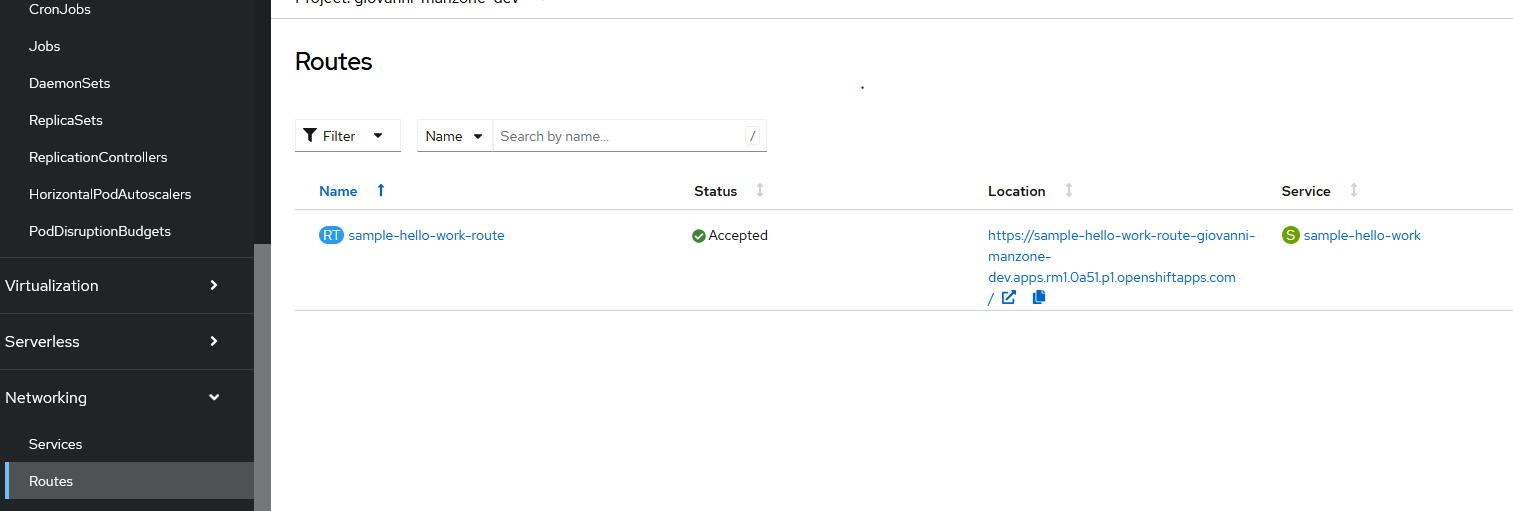 CronJobs
Jobs
DaemonSets
ReplicaSets
ReplicationControllers
HorizontalPodAutoscalers
PodDisruptionBudgets
Virtualization
Serverless
Networking
Services
Routes
Project: giovanni-manzone-dev
Routes
Filter
Name
Search by name...
/
Name Status Location Service
RT sample-hello-work-route
Accepted
https://sample-hello-work-route-giovanni-
manzone-
dev.apps.rm1.0a51.p1.openshiftapps.com
/
S sample-hello-work